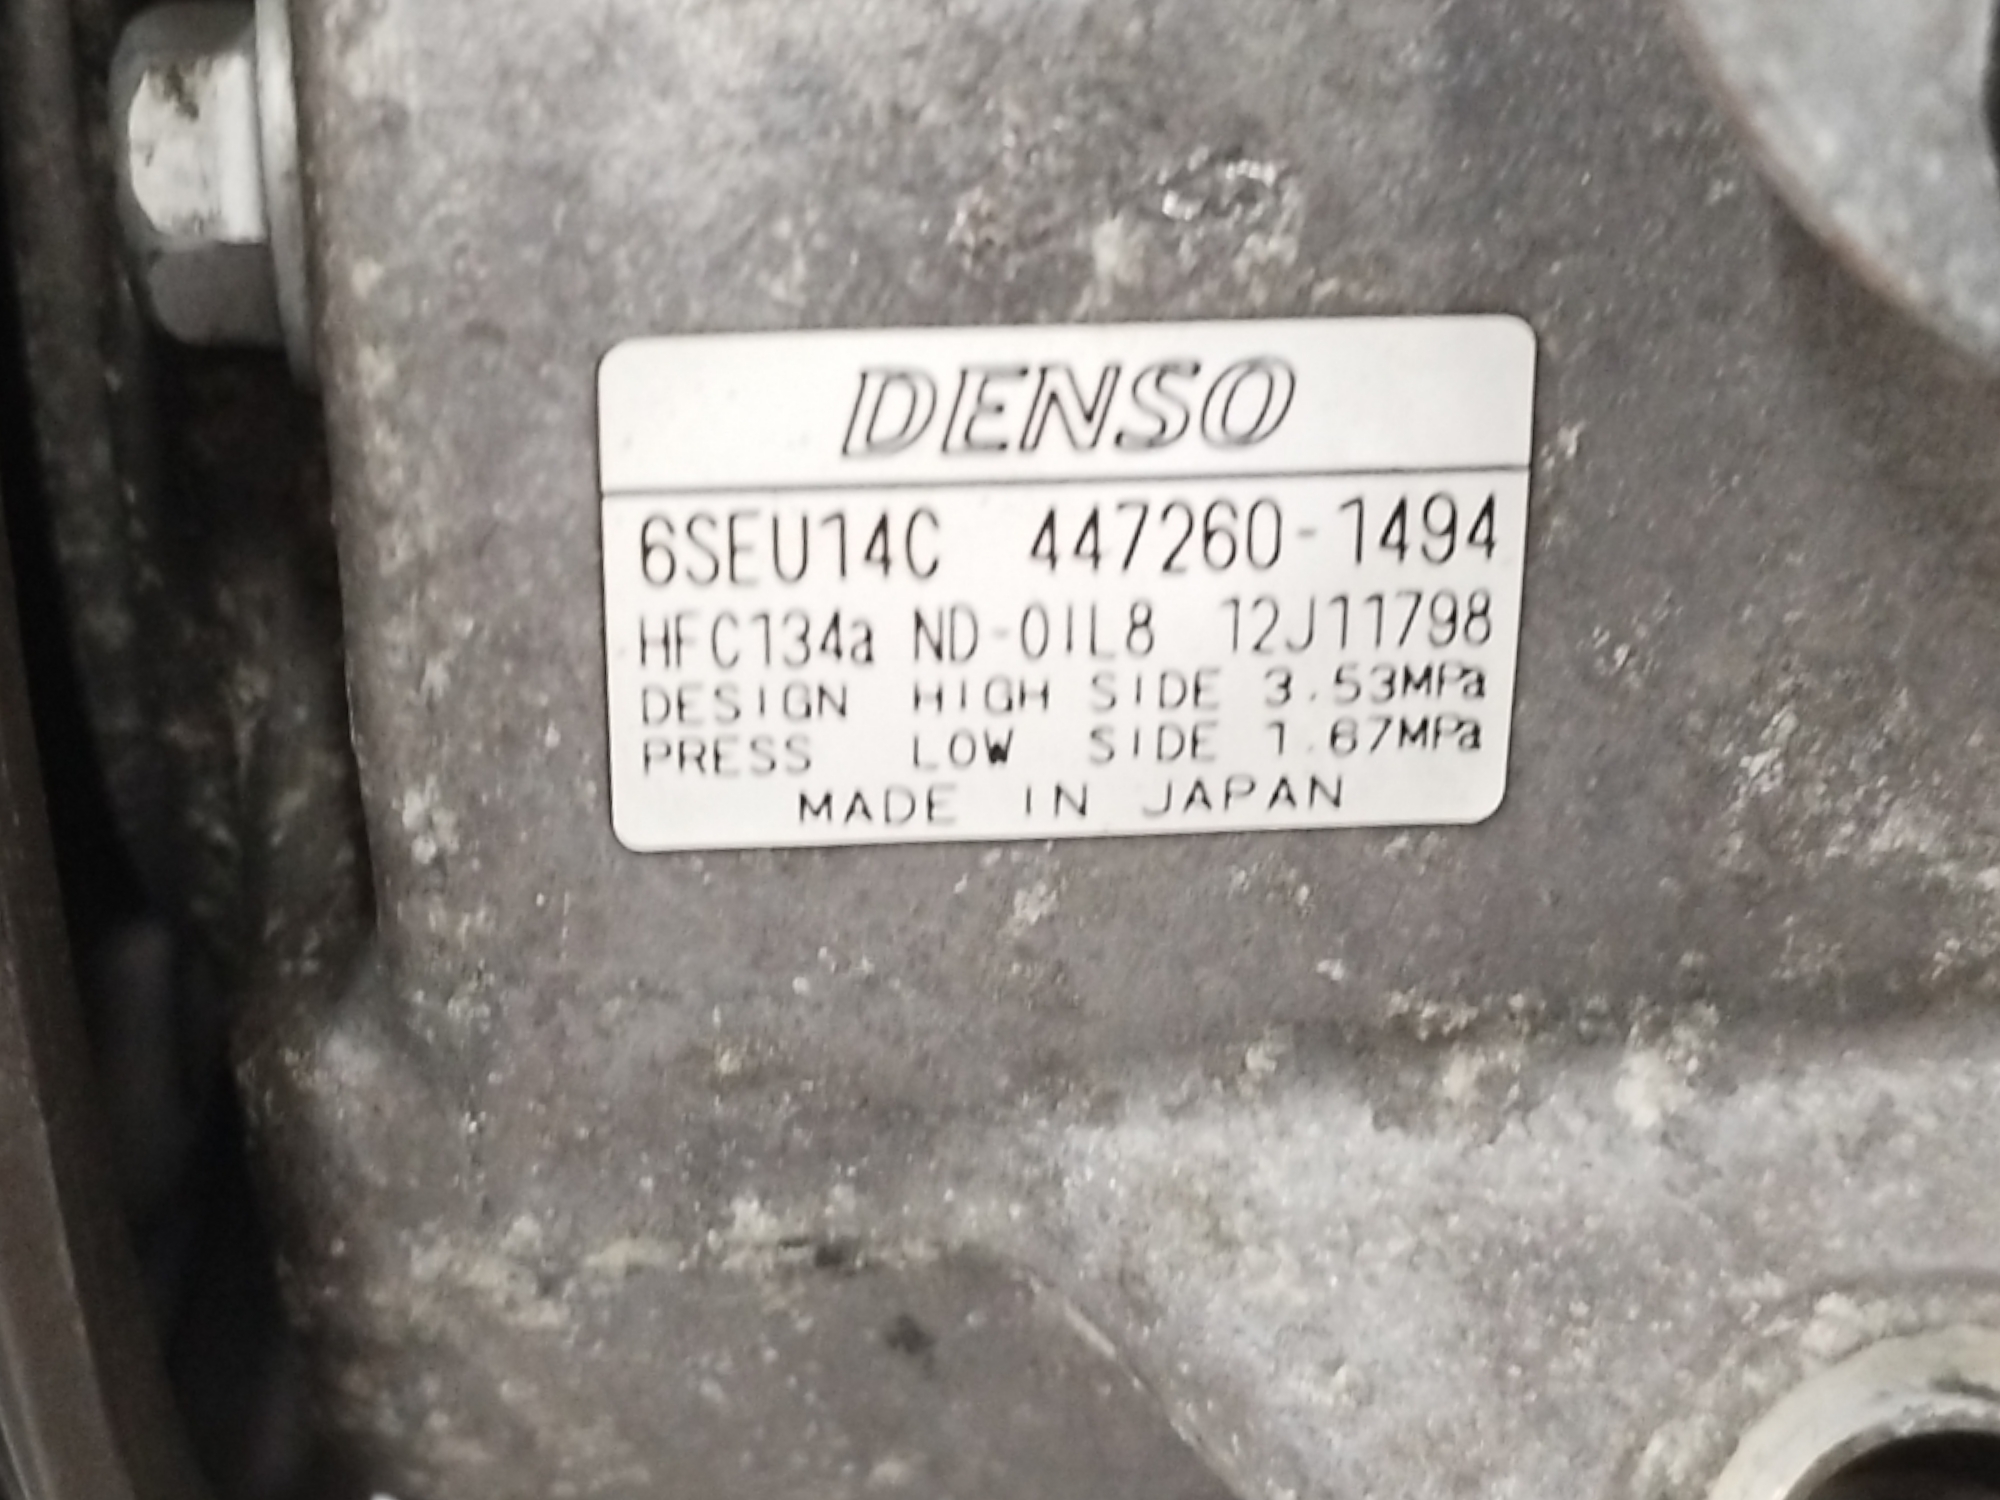 DENSO
6SEU14C 447260-1494
HFC134a ND-OIL8 12J11798
DESIGN HIGH SIDE 3.53MPa
PRESS LOW SIDE 1.67MPa
MADE IN JAPAN